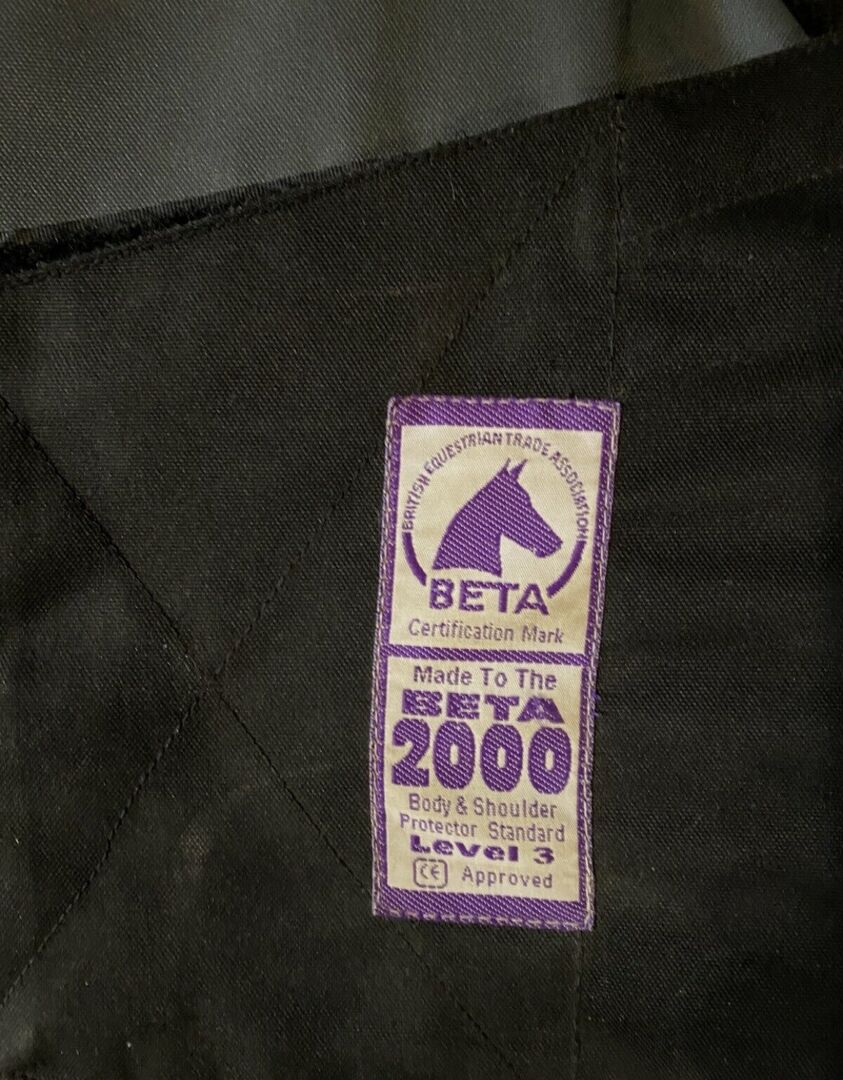 BRITISH EQUESTRIAN TRADE ASSOCIATION
BETA
Certification Mark
Made To The
BETA
2000
Body & Shoulder
Protector Standard
Level 3
CE Approved